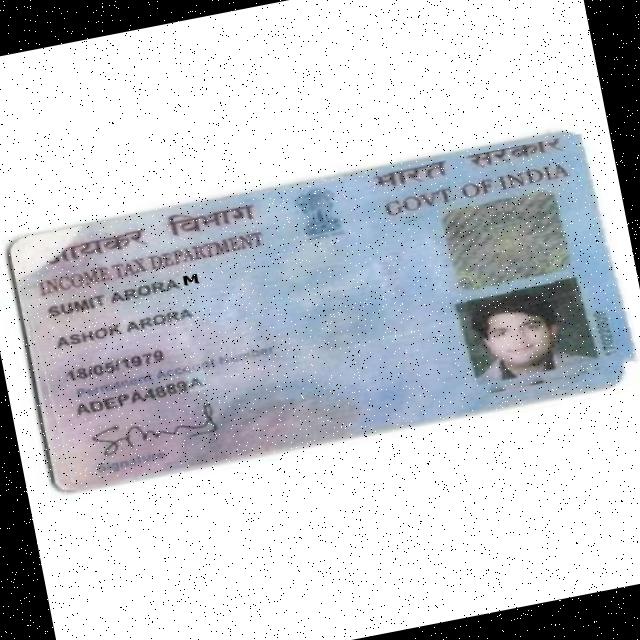 आयकर विभाग
INCOME TAX DEPARTMENT
भारत सरकार
GOVT OF INDIA
SUMIT ARORA M
ASHOK ARORA
18/05/1979
Permanent Account Number
ADEPA4889A
Signature